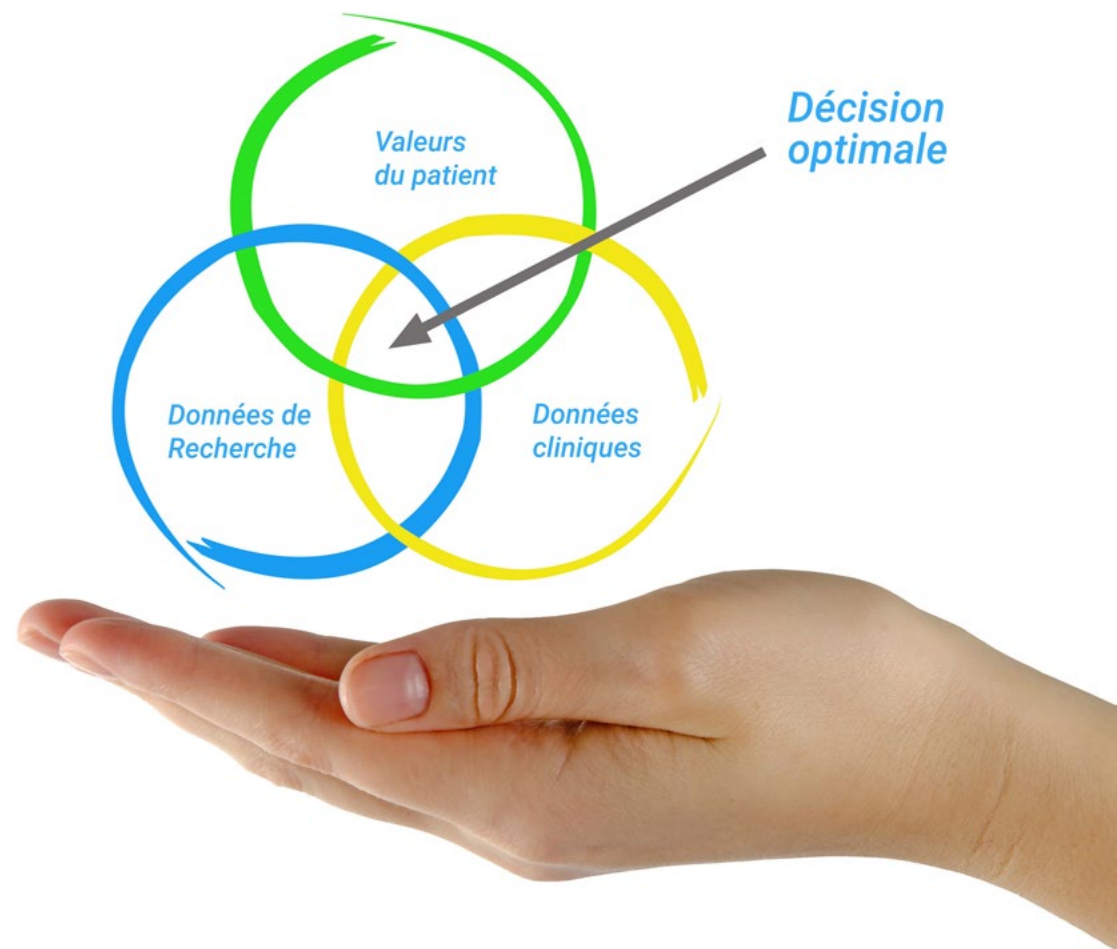 Décision
optimale
Valeurs
du patient
Données de
Recherche
Données
cliniques